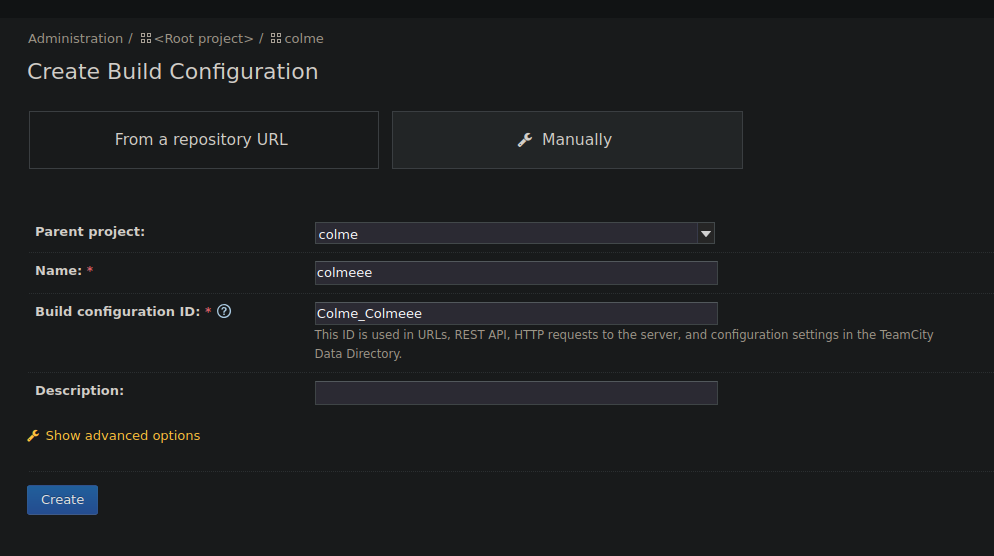 Administration / <Root project> / colme
Create Build Configuration
From a repository URL
Manually
Parent project:
colme
Name: *
colmeee
Build configuration ID: * ?
Colme_Colmeee
This ID is used in URLs, REST API, HTTP requests to the server, and configuration settings in the TeamCity
Data Directory.
Description:
Show advanced options
Create